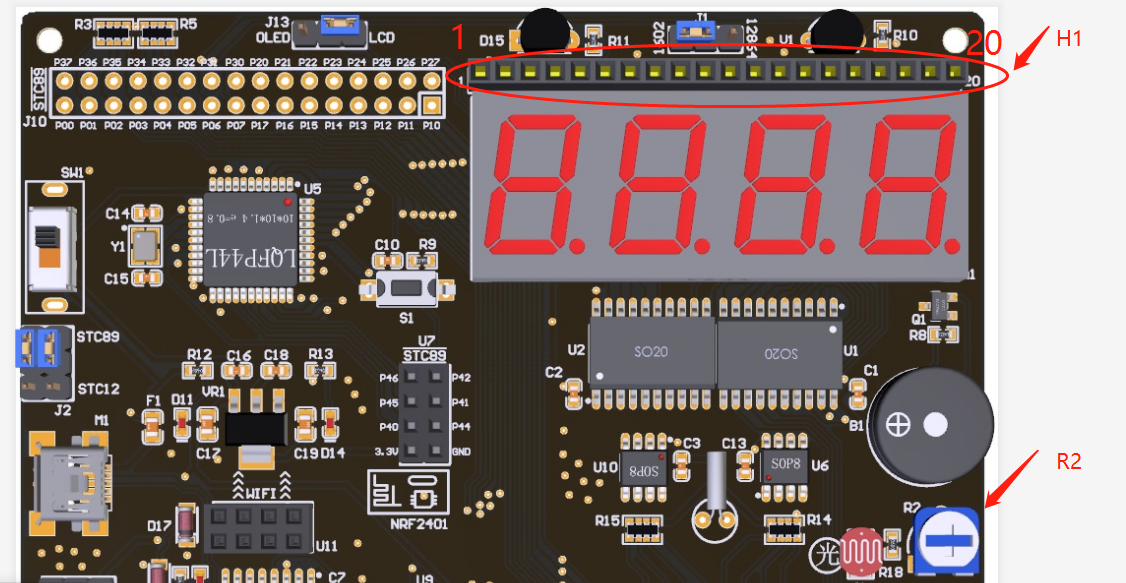 R3
R5
J13
OLED
LCD
D15
R11
J1
1602
12864
U1
R10
1
20
H1
P37 P36 P35 P34 P33 P32 P31 P30 P20 P21 P22 P23 P24 P25 P26 P27
STC89
1
20
J10
P00 P01 P02 P03 P04 P05 P06 P07 P17 P16 P15 P14 P13 P12 P11 P10
SW1
U5
10*10*1.4 e=0.8
LQFP44L
C14
Y1
C15
C10
R9
S1
8.8.8.8.
U2
SO20
SO20
U1
Q1
R8
STC89
STC12
J2
U7
STC89
P46 P42
P45 P41
P40 P44
3.3V GND
R12
C16
C18
R13
VR1
F1
D11
C17
C19
D14
M1
C2
C1
B1
U10
SOP8
C3
C13
SOP8
U6
R2
WIFI
NRF2401
D17
U11
R15
R14
R2
光
R18
C7
U9